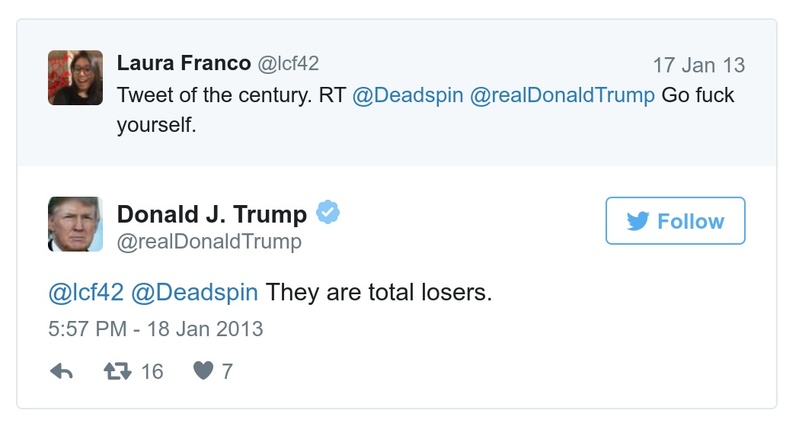 Laura Franco @lcf42 17 Jan 13
Tweet of the century. RT @Deadspin @realDonaldTrump Go fuck
yourself.
Donald J. Trump
@realDonaldTrump
Follow
@lcf42 @Deadspin They are total losers.
5:57 PM - 18 Jan 2013
16 7